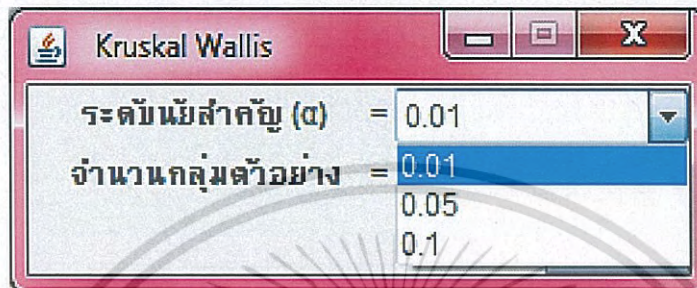 Kruskal Wallis
ระดับนัยสำคัญ (α) = 0.01
จำนวนกลุ่มตัวอย่าง = 0.01
0.05
0.1